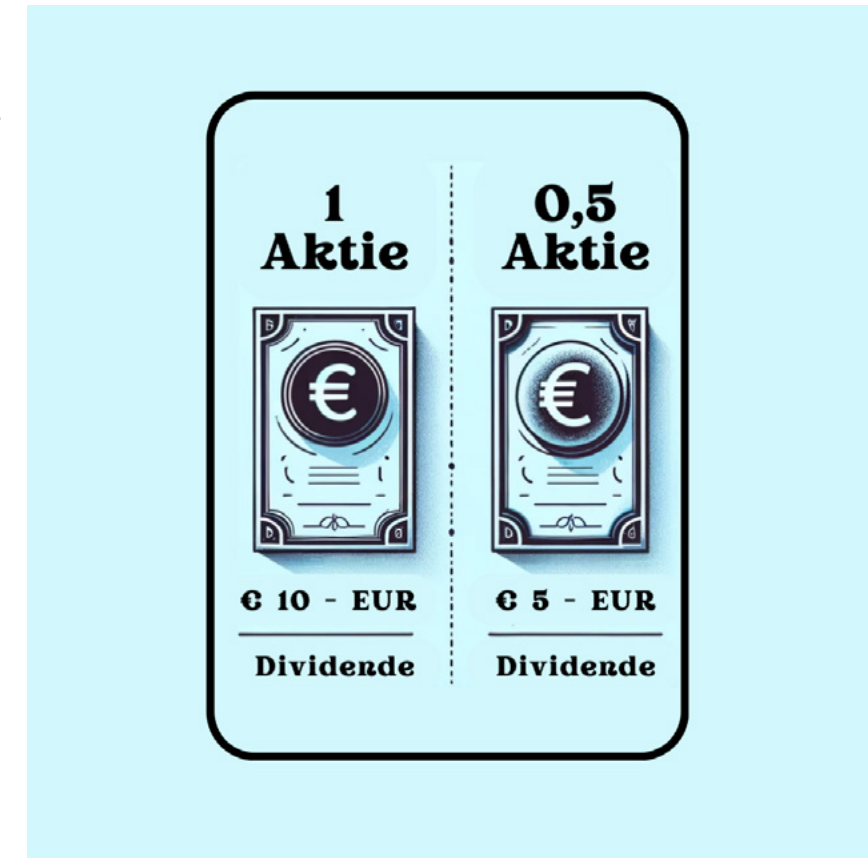 1
Aktie
€
€ 10 - EUR
Dividende
0,5
Aktie
€
€ 5 - EUR
Dividende